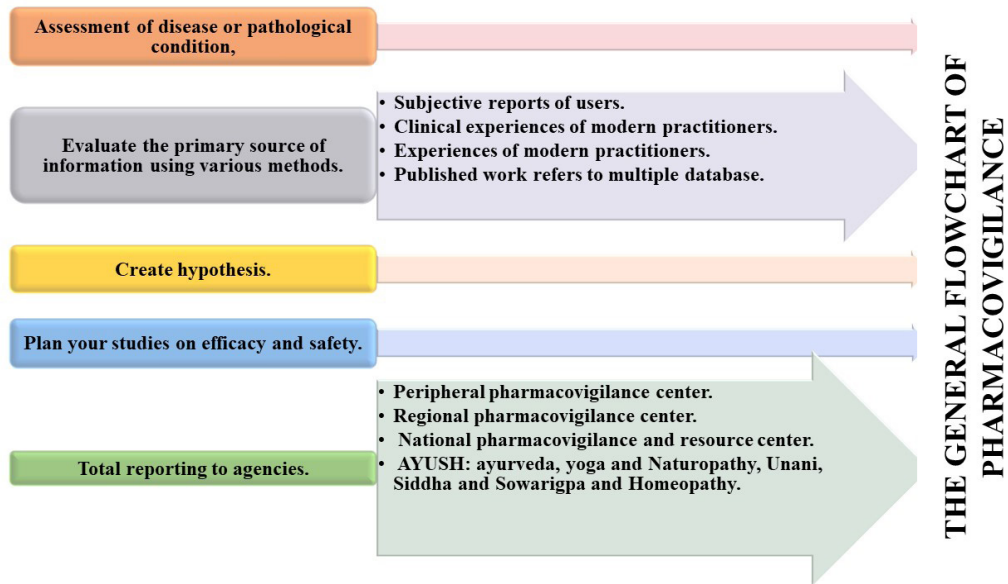 Assessment of disease or pathological
condition,
Evaluate the primary source of
information using various methods.
• Subjective reports of users.
• Clinical experiences of modern practitioners.
• Experiences of modern practitioners.
• Published work refers to multiple database.
Create hypothesis.
Plan your studies on efficacy and safety.
Total reporting to agencies.
• Peripheral pharmacovigilance center.
• Regional pharmacovigilance center.
• National pharmacovigilance and resource center.
• AYUSH: ayurveda, yoga and Naturopathy, Unani,
Siddha and Sowarigpa and Homeopathy.
THE GENERAL FLOWCHART OF
PHARMACOVIGILANCE